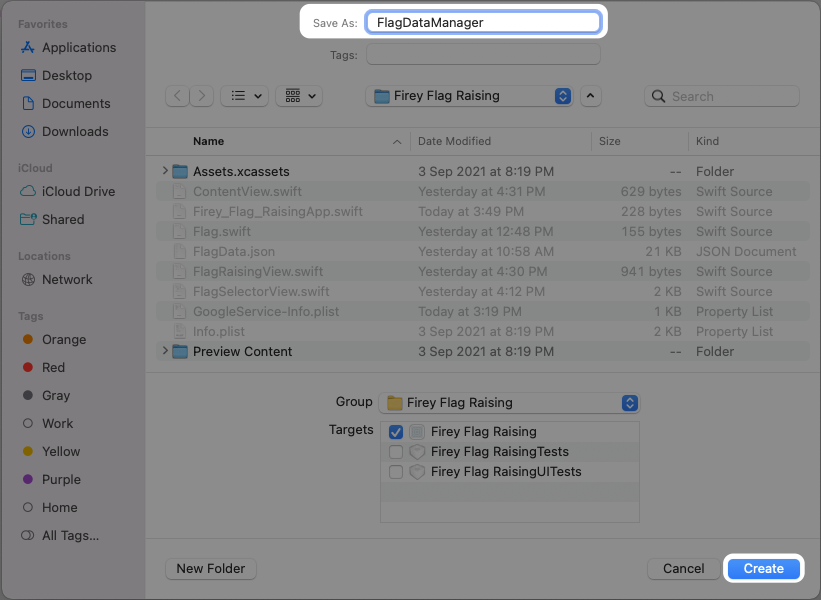 Favorites
Applications
Desktop
Documents
Downloads
iCloud
iCloud Drive
Shared
Locations
Network
Tags
Orange
Red
Gray
Work
Yellow
Purple
Home
All Tags...
Save As: FlagDataManager
Tags:
Firey Flag Raising
Search
Name Date Modified Size Kind
Assets.xcassets 3 Sep 2021 at 8:19 PM -- Folder
ContentView.swift Yesterday at 4:31 PM 629 bytes Swift Source
Firey_Flag_RaisingApp.swift Today at 3:49 PM 228 bytes Swift Source
Flag.swift Yesterday at 12:48 PM 155 bytes Swift Source
FlagData.json Yesterday at 10:58 AM 21 KB JSON Document
FlagRaisingView.swift Yesterday at 4:30 PM 941 bytes Swift Source
FlagSelectorView.swift Yesterday at 4:12 PM 2 KB Swift Source
GoogleService-Info.plist Today at 3:19 PM 1 KB Property List
Info.plist 3 Sep 2021 at 8:19 PM 2 KB Property List
Preview Content 3 Sep 2021 at 8:19 PM -- Folder
Group Firey Flag Raising
Targets Firey Flag Raising
Firey Flag RaisingTests
Firey Flag RaisingUITests
New Folder Cancel Create